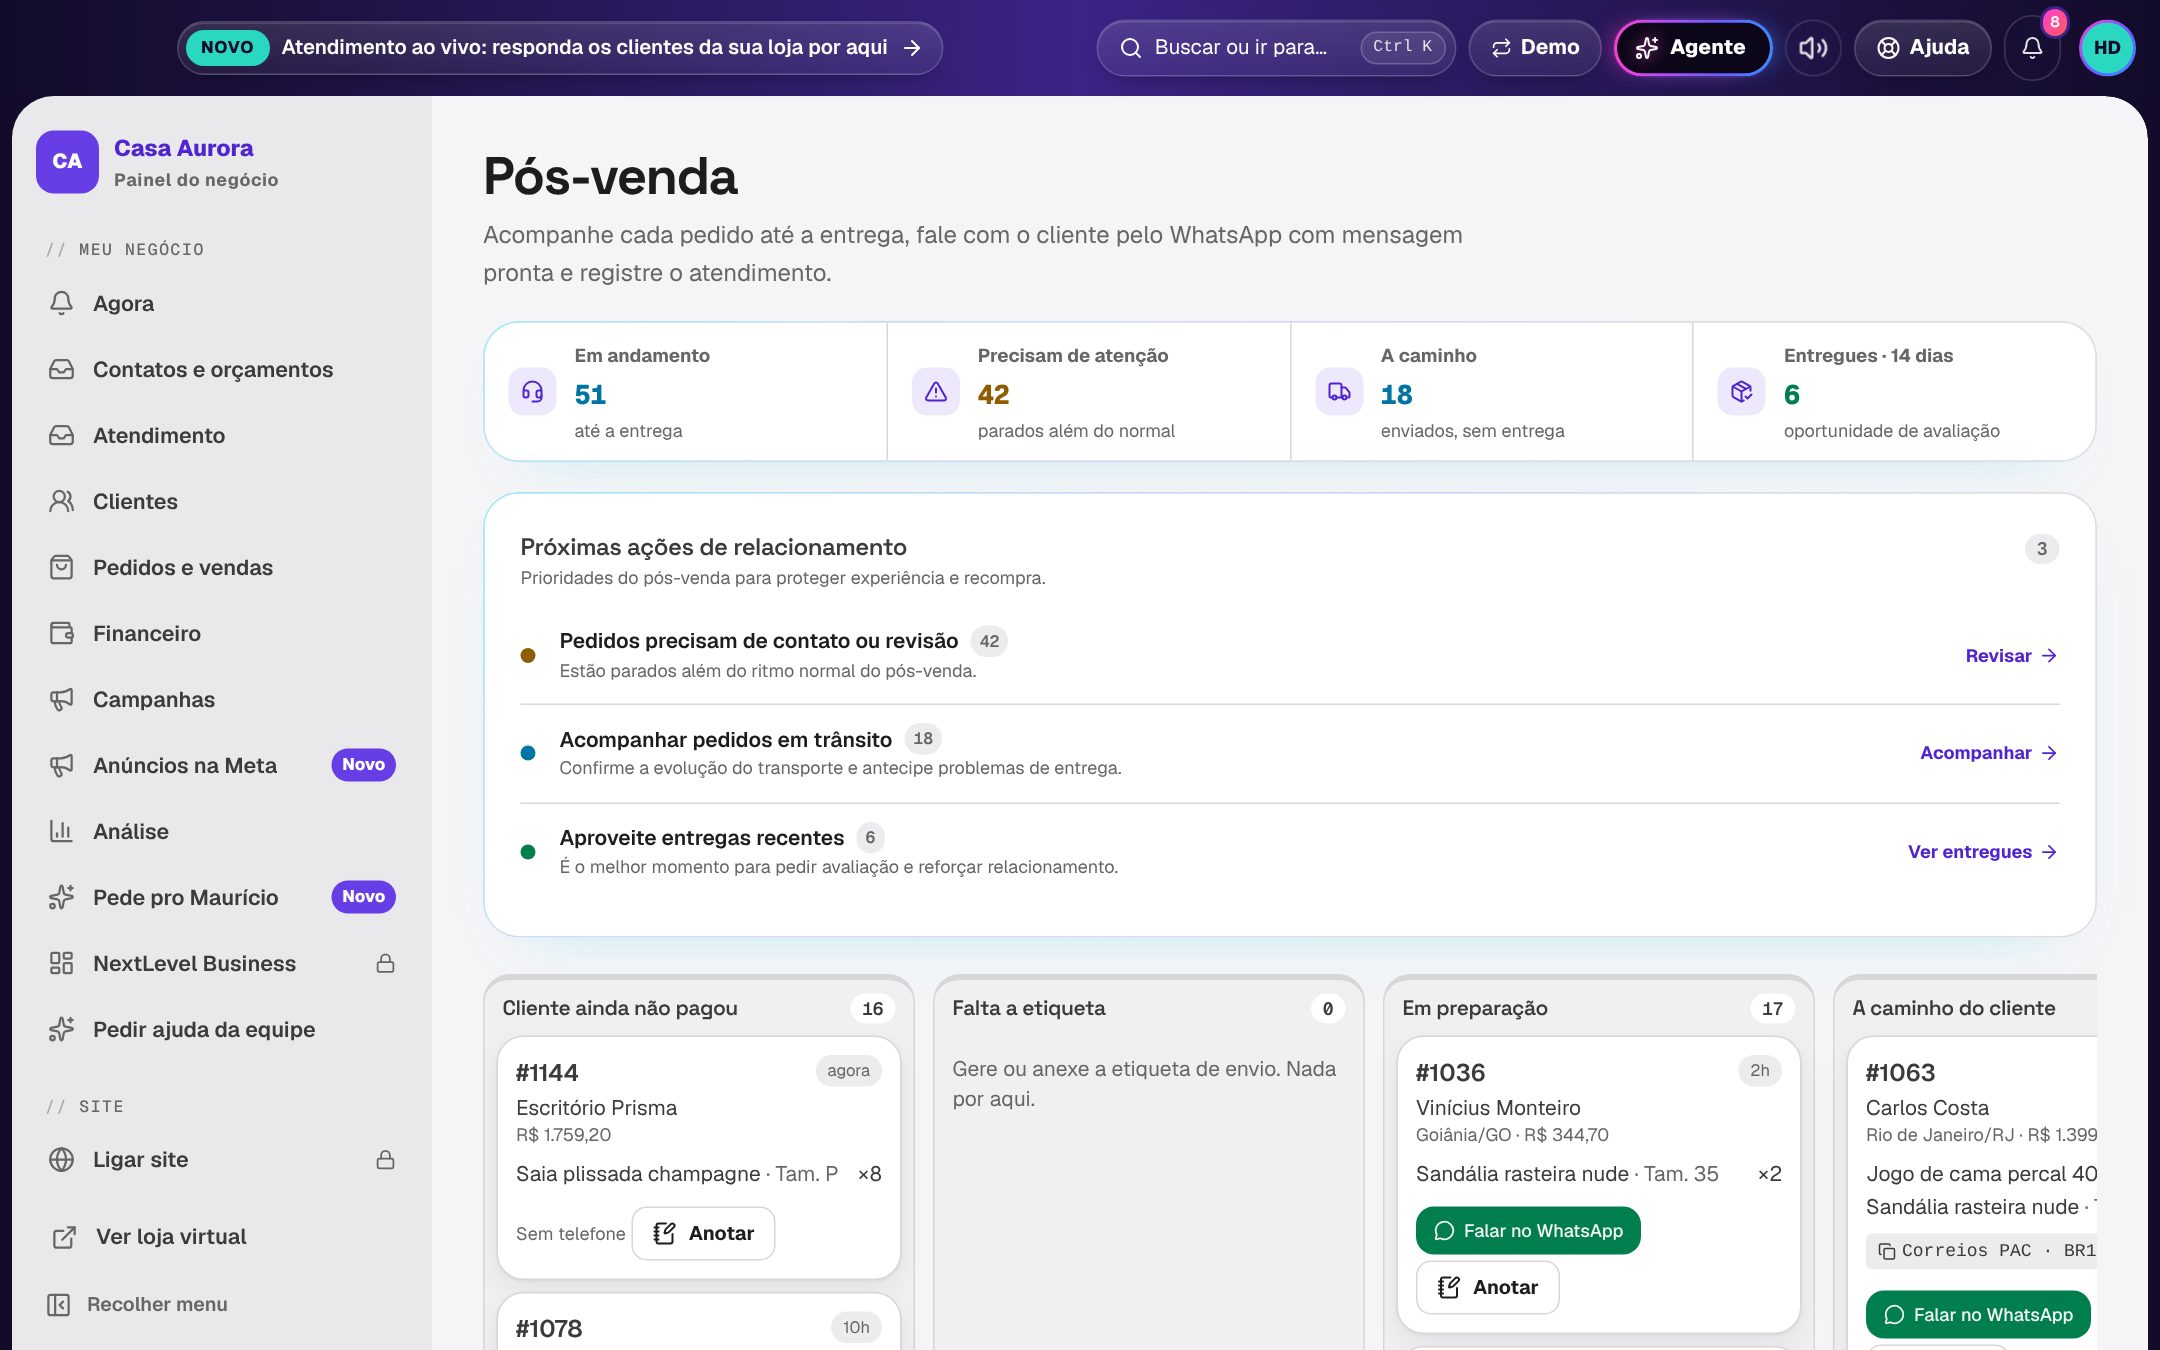 NOVO Atendimento ao vivo: responda os clientes da sua loja por aqui →
Buscar ou ir para... Ctrl K
Demo
Agente
Ajuda
8
HD
CA
Casa Aurora
Painel do negócio
// MEU NEGÓCIO
Agora
Contatos e orçamentos
Atendimento
Clientes
Pedidos e vendas
Financeiro
Campanhas
Anúncios na Meta Novo
Análise
Pede pro Maurício Novo
NextLevel Business
Pedir ajuda da equipe
// SITE
Ligar site
Ver loja virtual
Recolher menu
Pós-venda
Acompanhe cada pedido até a entrega, fale com o cliente pelo WhatsApp com mensagem
pronta e registre o atendimento.
Em andamento
51
até a entrega
Precisam de atenção
42
parados além do normal
A caminho
18
enviados, sem entrega
Entregues · 14 dias
6
oportunidade de avaliação
Próximas ações de relacionamento 3
Prioridades do pós-venda para proteger experiência e recompra.
Pedidos precisam de contato ou revisão 42
Estão parados além do ritmo normal do pós-venda.
Revisar →
Acompanhar pedidos em trânsito 18
Confirme a evolução do transporte e antecipe problemas de entrega.
Acompanhar →
Aproveite entregas recentes 6
É o melhor momento para pedir avaliação e reforçar relacionamento.
Ver entregues →
Cliente ainda não pagou 16
#1144 agora
Escritório Prisma
R$ 1.759,20
Saia plissada champagne · Tam. P ×8
Sem telefone Anotar
#1078 10h
Falta a etiqueta 0
Gere ou anexe a etiqueta de envio. Nada
por aqui.
Em preparação 17
#1036 2h
Vinícius Monteiro
Goiânia/GO · R$ 344,70
Sandália rasteira nude · Tam. 35 ×2
Falar no WhatsApp
Anotar
A caminho do cliente
#1063
Carlos Costa
Rio de Janeiro/RJ · R$ 1.399
Jogo de cama percal 40
Sandália rasteira nude ·
Correios PAC · BR1
Falar no WhatsApp